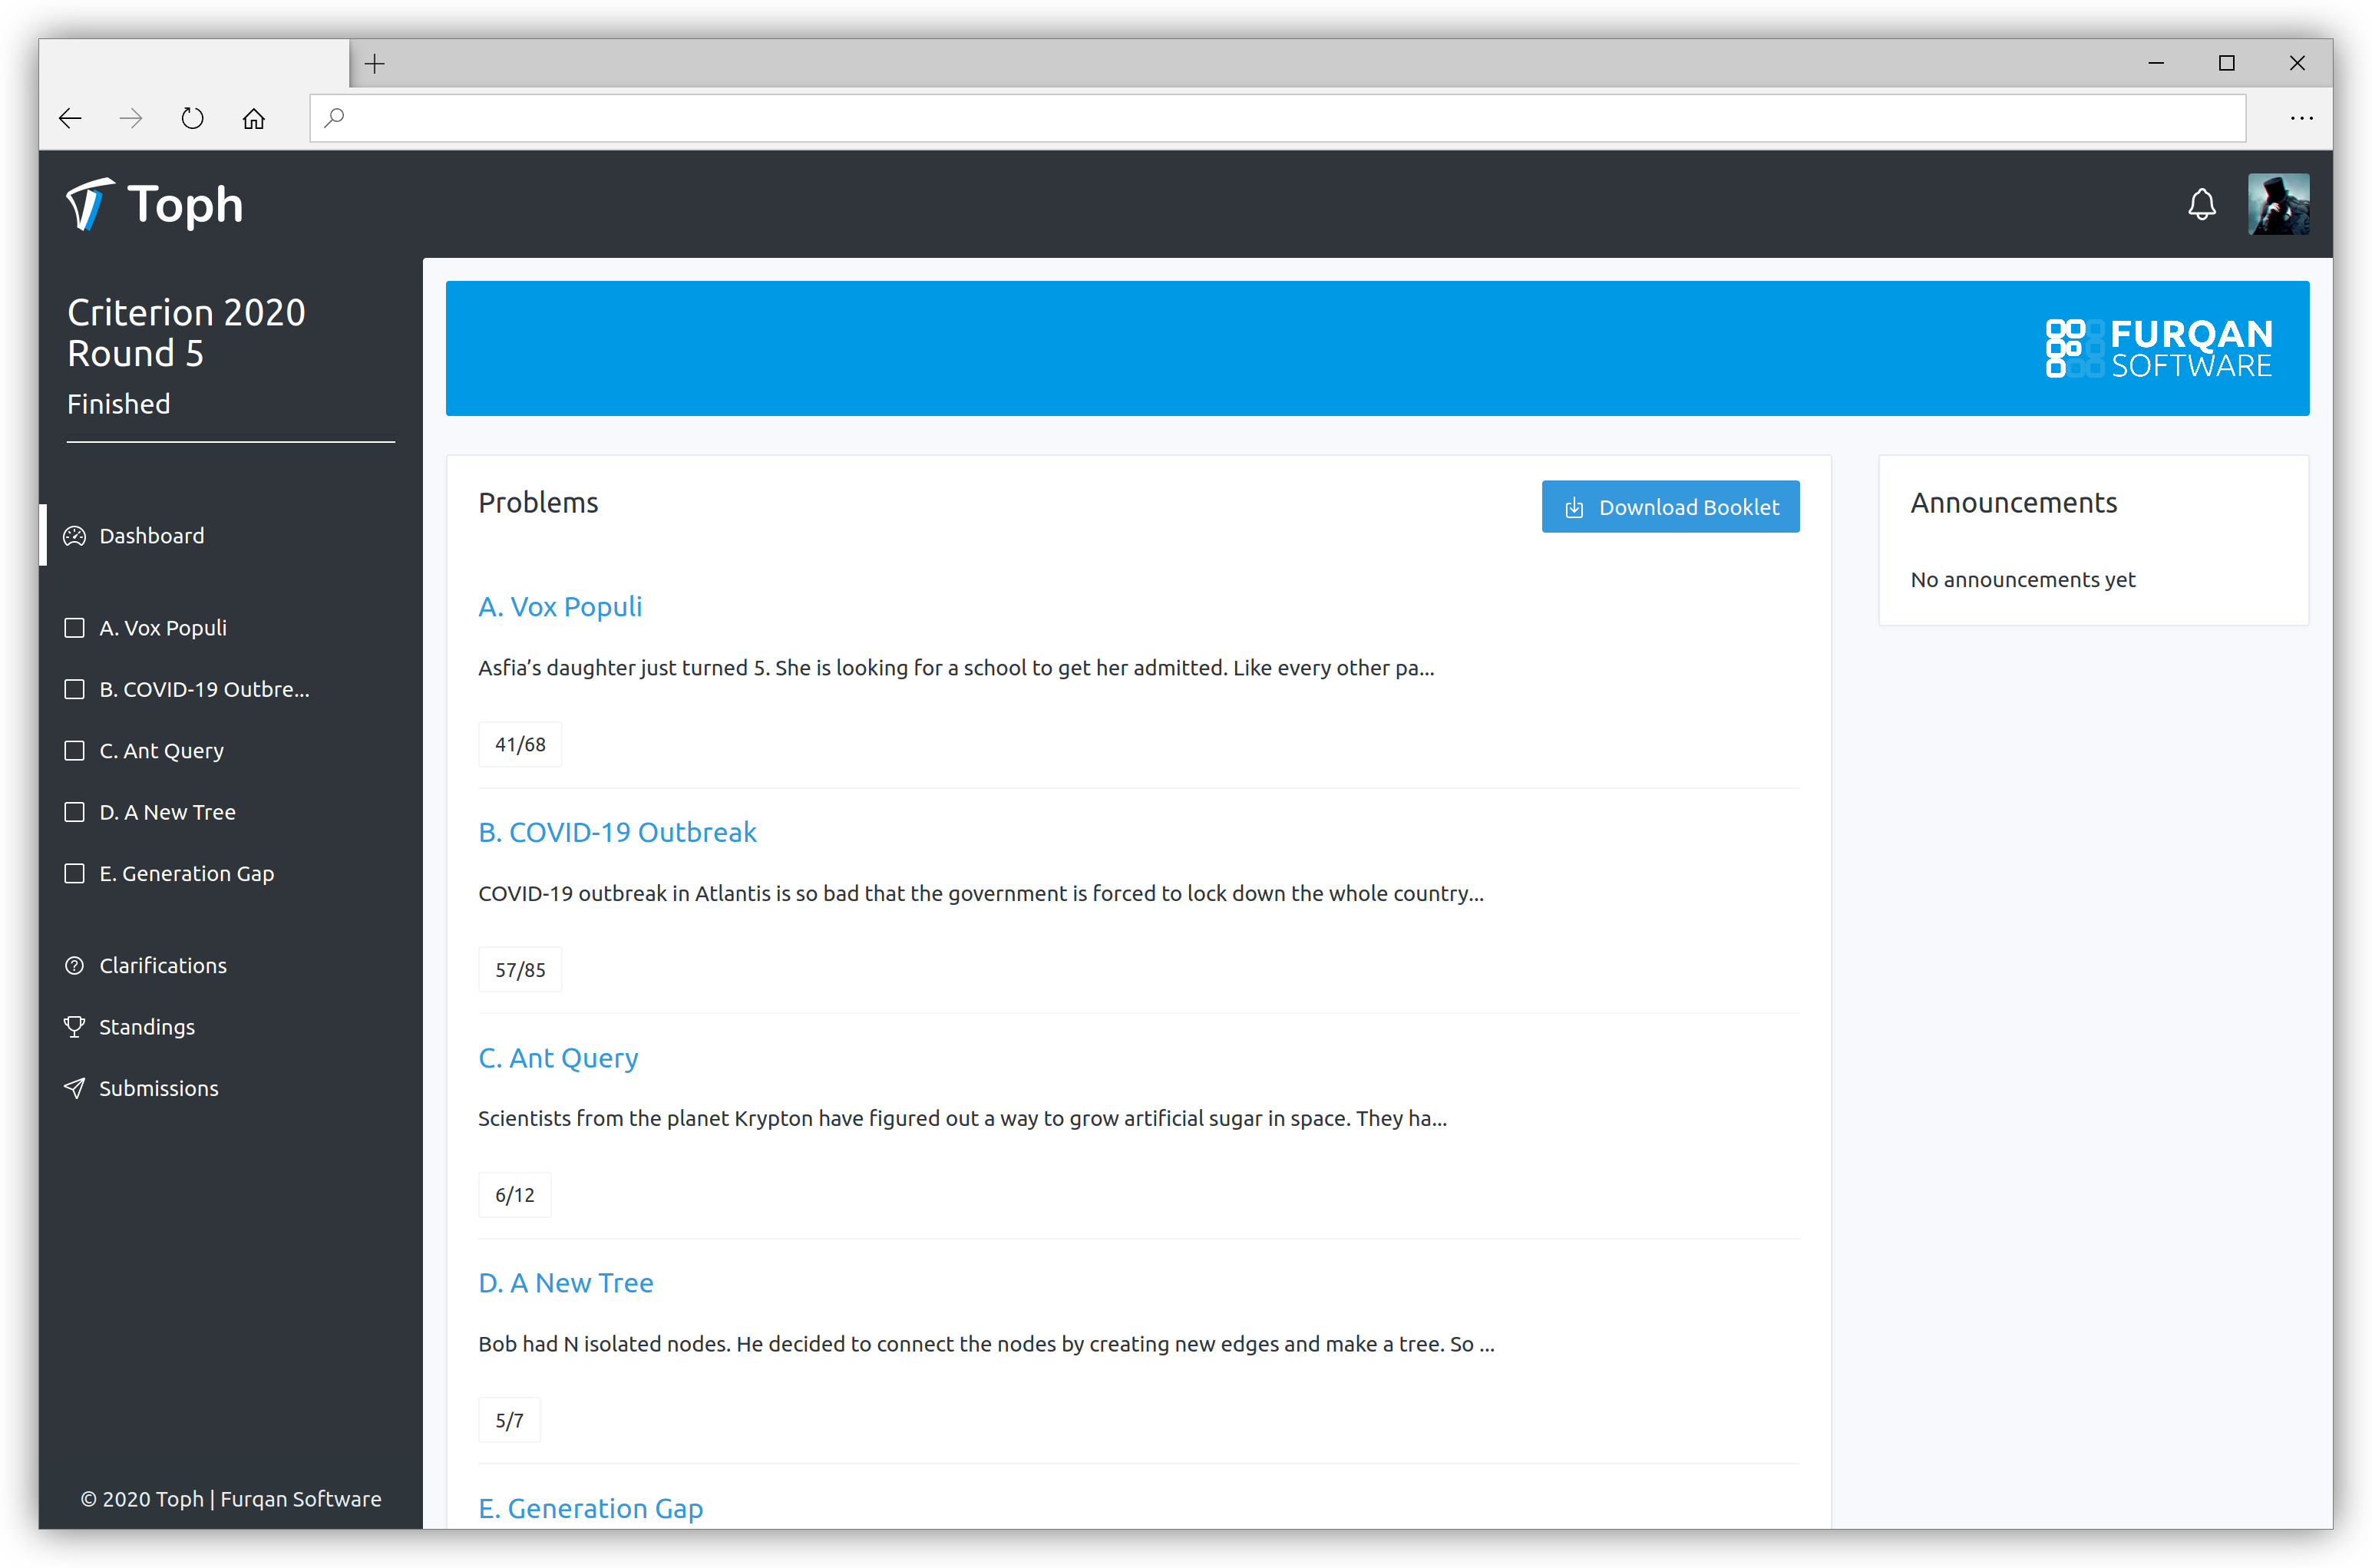 Toph
Criterion 2020
Round 5
Finished
Dashboard
A. Vox Populi
B. COVID-19 Outbre...
C. Ant Query
D. A New Tree
E. Generation Gap
Clarifications
Standings
Submissions
© 2020 Toph | Furqan Software
FURQAN
SOFTWARE
Problems
Download Booklet
A. Vox Populi
Asfia’s daughter just turned 5. She is looking for a school to get her admitted. Like every other pa...
41/68
B. COVID-19 Outbreak
COVID-19 outbreak in Atlantis is so bad that the government is forced to lock down the whole country...
57/85
C. Ant Query
Scientists from the planet Krypton have figured out a way to grow artificial sugar in space. They ha...
6/12
D. A New Tree
Bob had N isolated nodes. He decided to connect the nodes by creating new edges and make a tree. So ...
5/7
E. Generation Gap
Announcements
No announcements yet